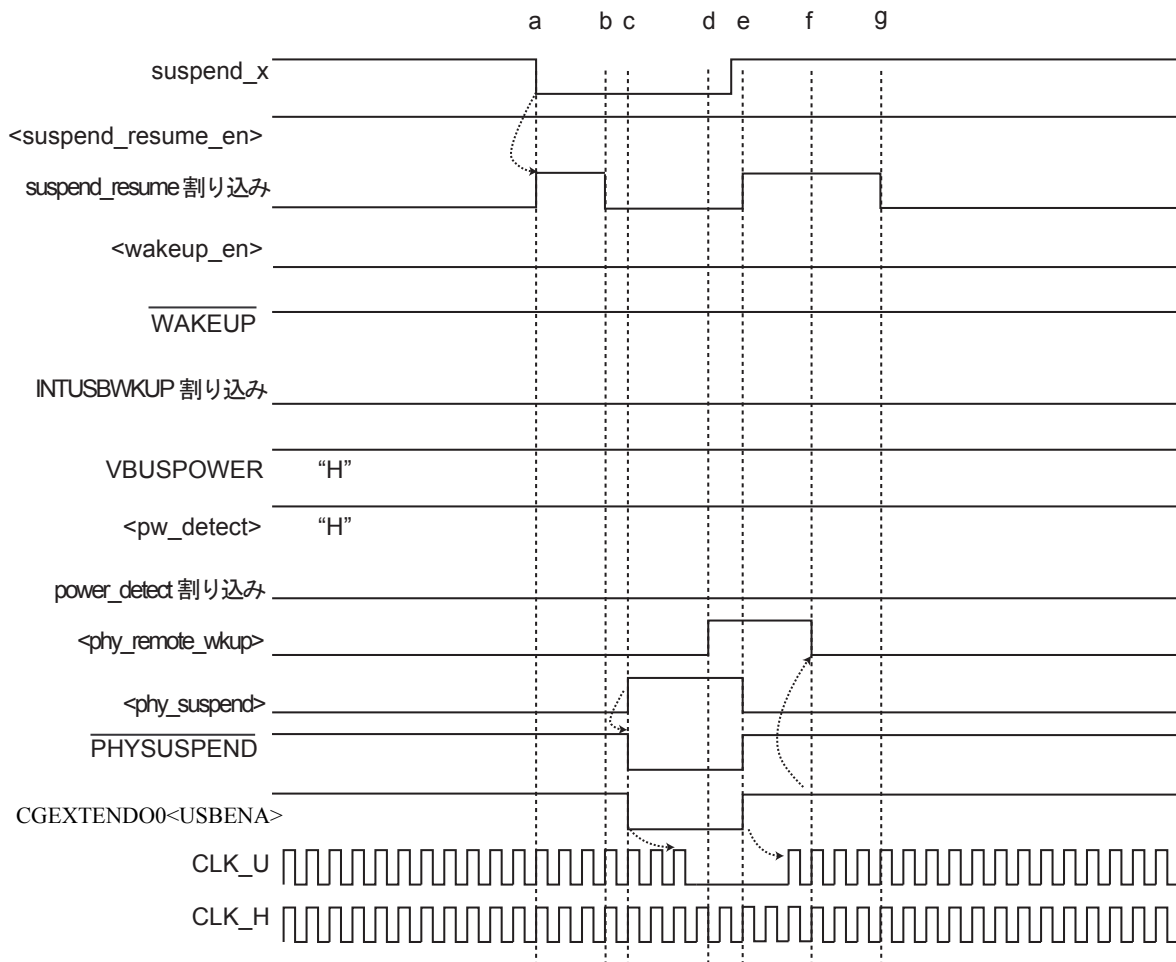 a b c d e f g
suspend_x
<suspend_resume_en>
suspend_resume 割り込み
<wakeup_en>
WAKEUP
INTUSBWKUP 割り込み
VBUSPOWER “H”
<pw_detect> “H”
power_detect 割り込み
<phy_remote_wkup>
<phy_suspend>
PHYSUSPEND
CGEXTENDO0<USBENA>
CLK_U
CLK_H